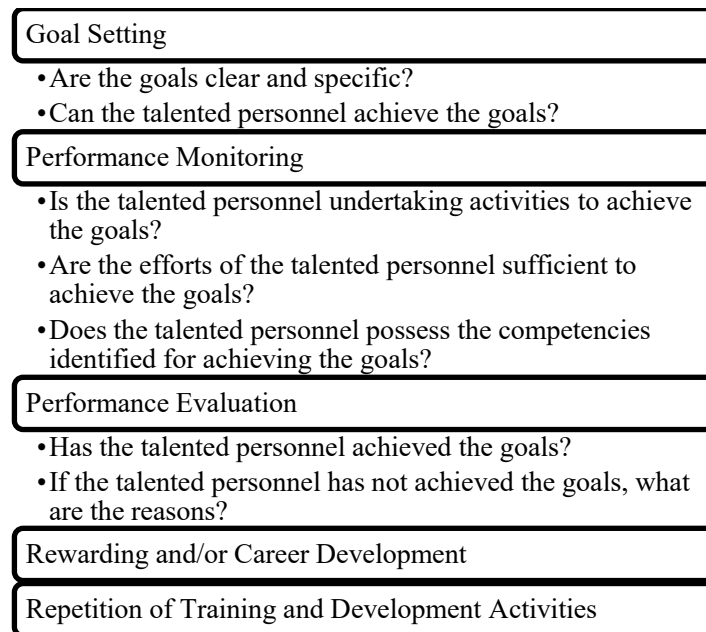 Goal Setting
•Are the goals clear and specific?
•Can the talented personnel achieve the goals?
Performance Monitoring
•Is the talented personnel undertaking activities to achieve
the goals?
•Are the efforts of the talented personnel sufficient to
achieve the goals?
•Does the talented personnel possess the competencies
identified for achieving the goals?
Performance Evaluation
•Has the talented personnel achieved the goals?
•If the talented personnel has not achieved the goals, what
are the reasons?
Rewarding and/or Career Development
Repetition of Training and Development Activities